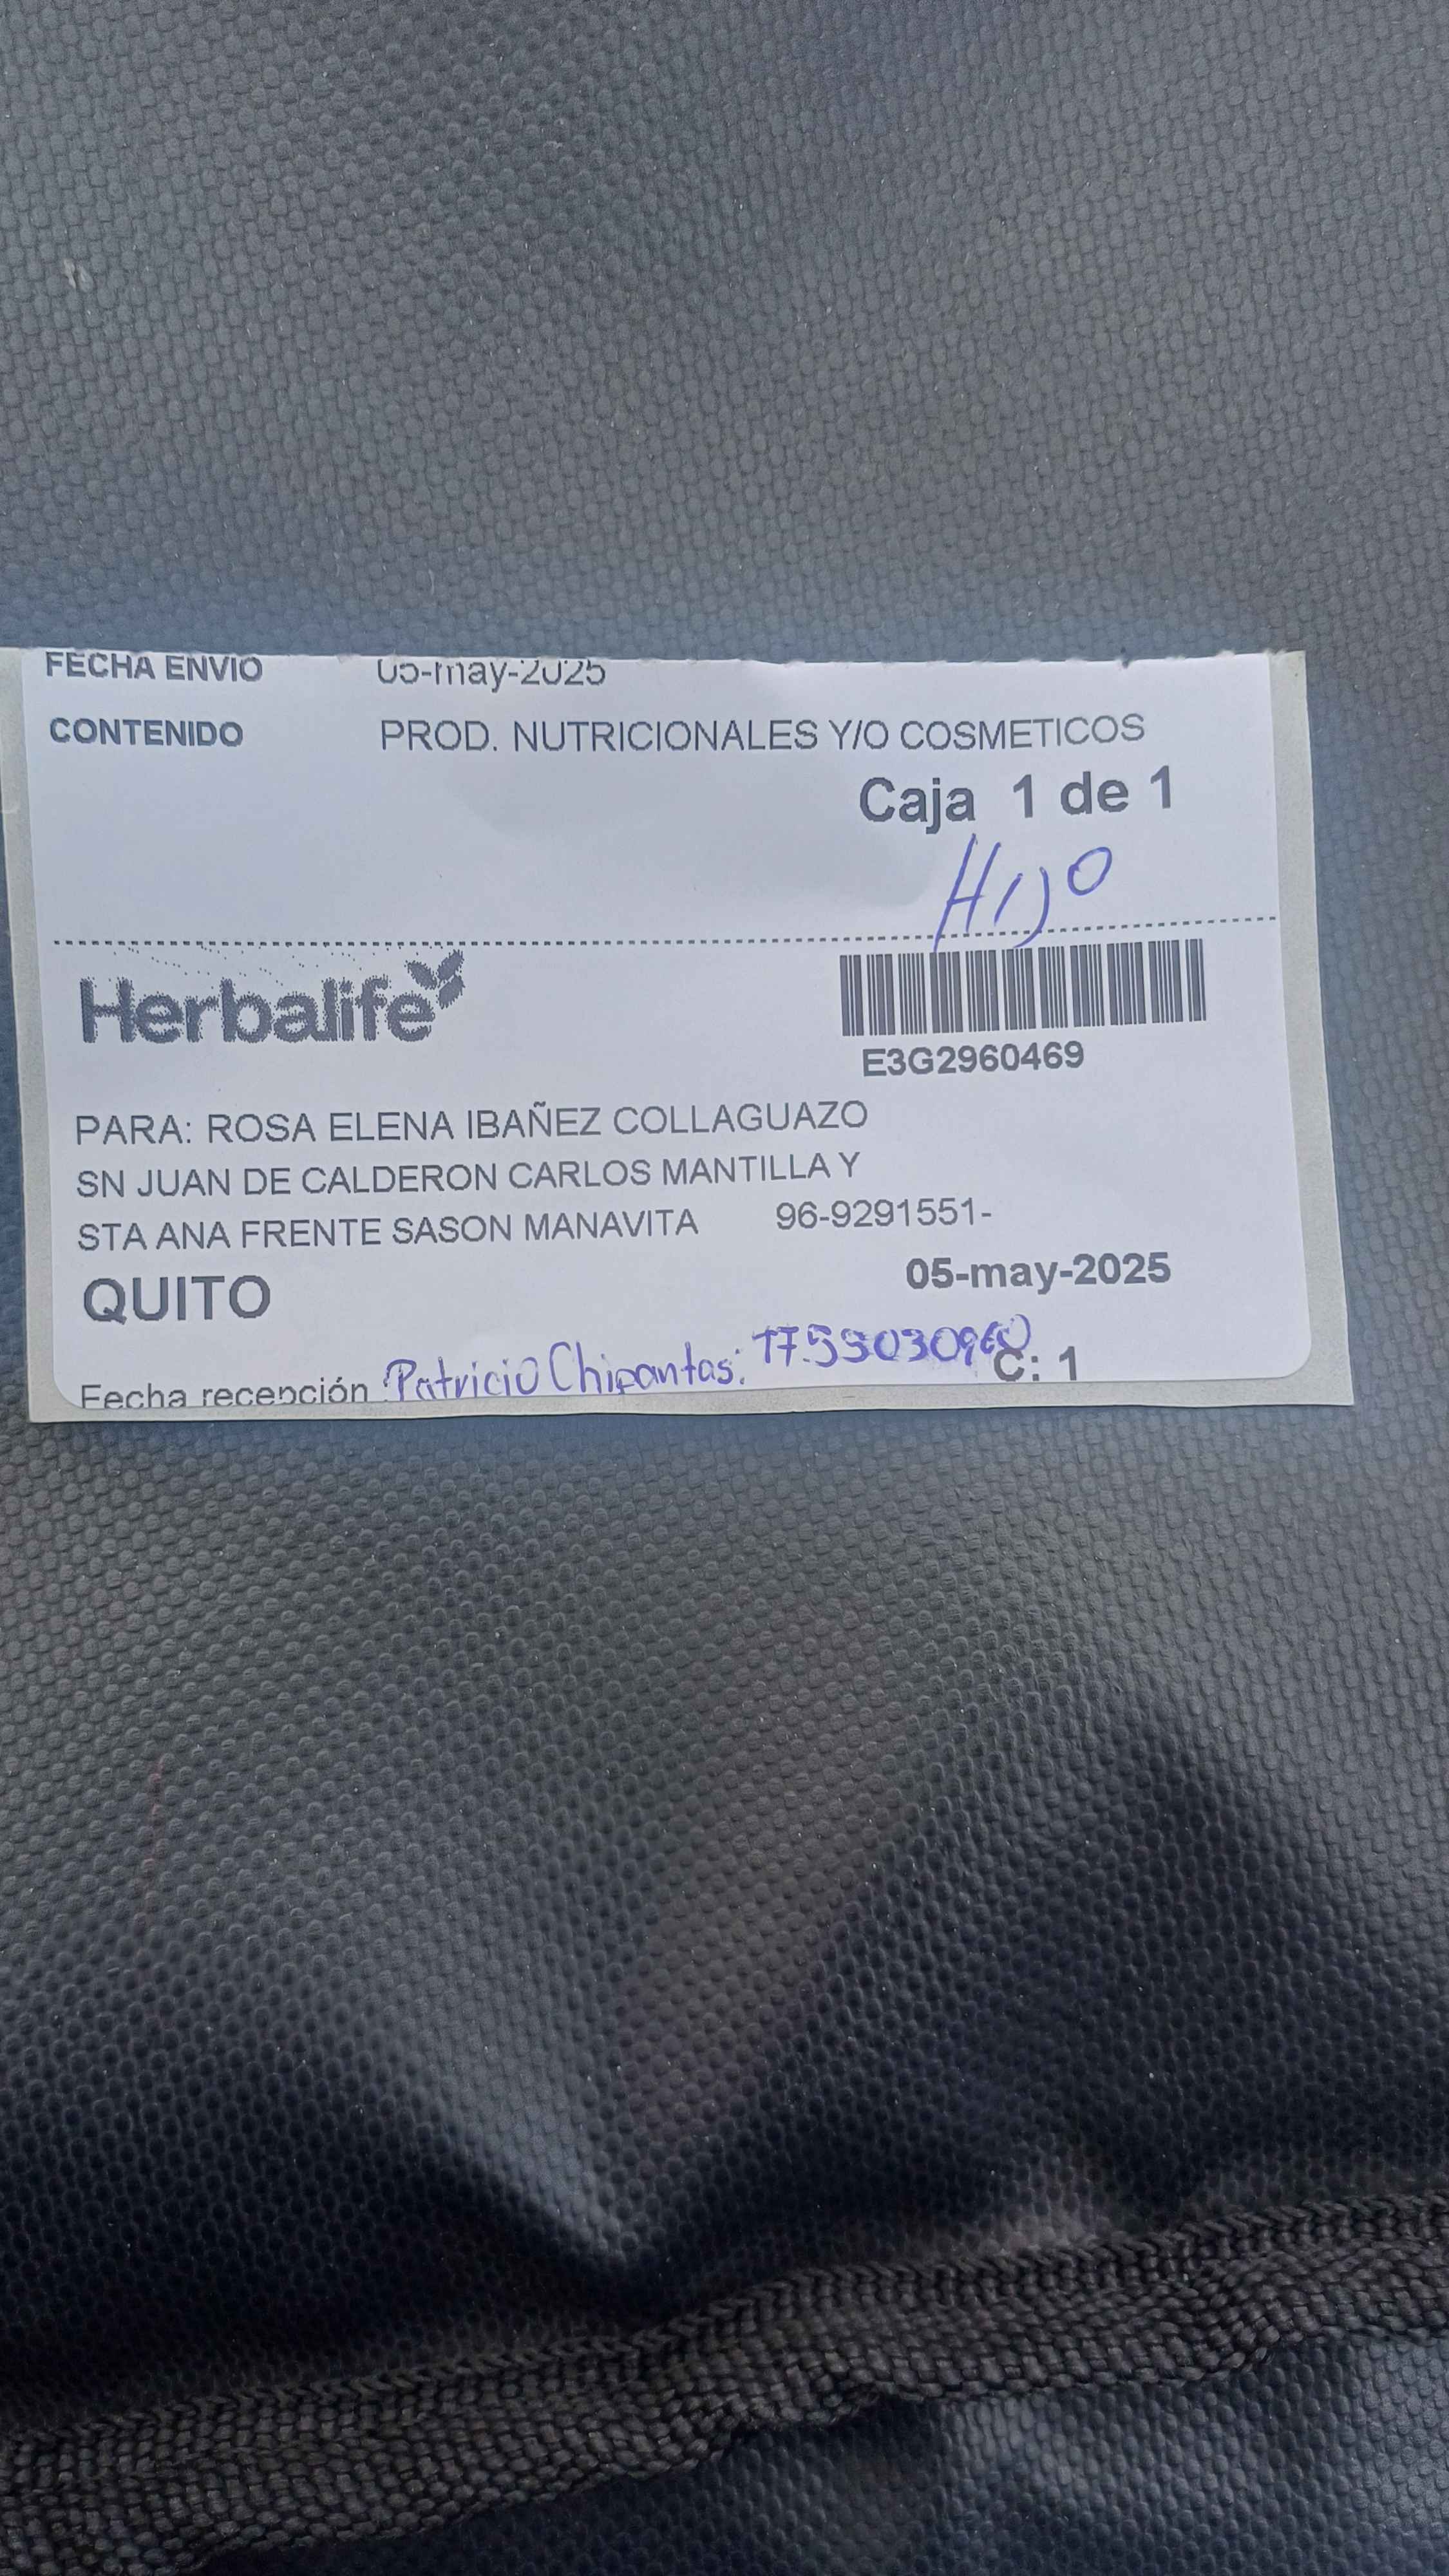 FECHA ENVIO 05-may-2025
CONTENIDO PROD. NUTRICIONALES Y/O COSMETICOS
Caja 1 de 1
HIJO
Herbalife
E3G2960469
PARA: ROSA ELENA IBAÑEZ COLLAGUAZO
SN JUAN DE CALDERON CARLOS MANTILLA Y
STA ANA FRENTE SASON MANAVITA 96-9291551-
QUITO 05-may-2025
Fecha recepción Patricio Chipantas: C: 1